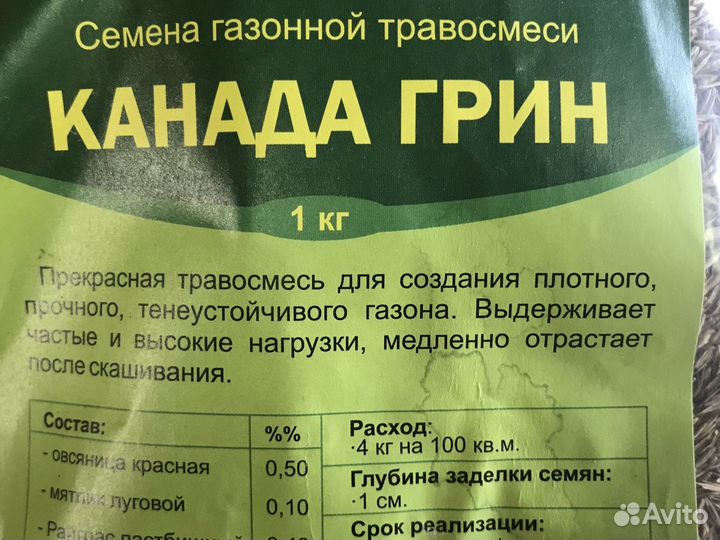 Семена газонной травосмеси
КАНАДА ГРИН
1 кг
Прекрасная травосмесь для создания плотного,
прочного, тенеустойчивого газона. Выдерживает
частые и высокие нагрузки, медленно отрастает
после скашивания.
Состав: %%
- овсяница красная 0,50
- мятлик луговой 0,10
- Райграс пастбищный
Расход:
·4 кг на 100 кв.м.
Глубина заделки семян:
·1 см.
Срок реализации:
Avito